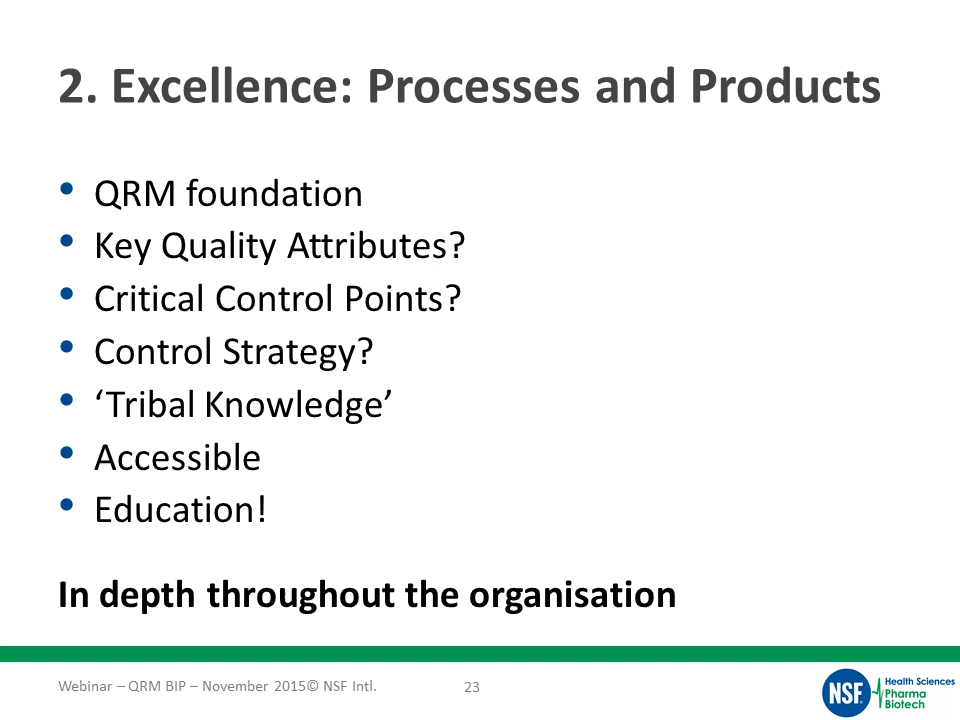 2. Excellence: Processes and Products
• QRM foundation
• Key Quality Attributes?
• Critical Control Points?
• Control Strategy?
• ‘Tribal Knowledge’
• Accessible
• Education!
In depth throughout the organisation
Webinar – QRM BIP – November 2015© NSF Intl.
23
NSF
Health Sciences
Pharma
Biotech